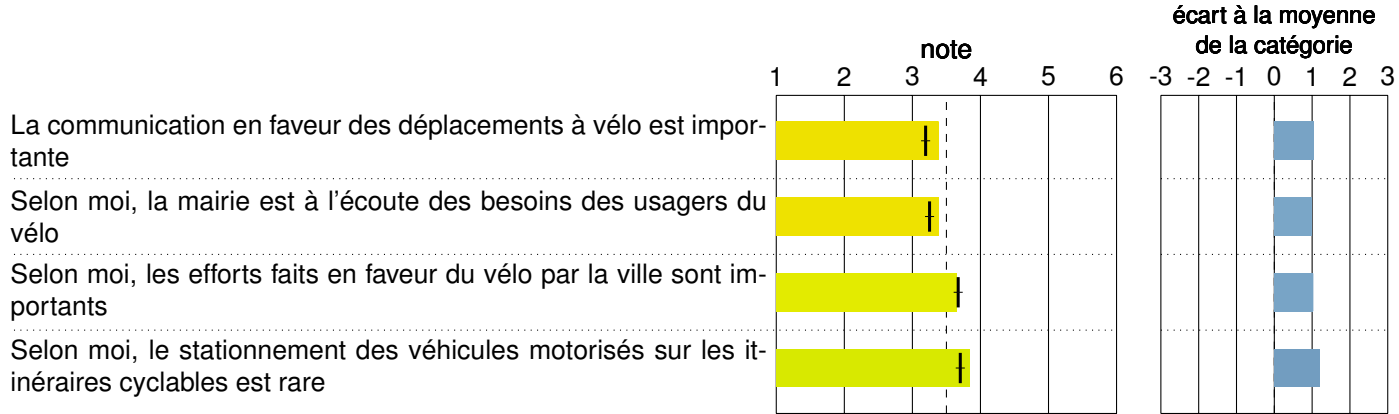 écart à la moyenne
de la catégorie
note
1 2 3 4 5 6
-3 -2 -1 0 1 2 3
La communication en faveur des déplacements à vélo est impor-
tante
Selon moi, la mairie est à l'écoute des besoins des usagers du
vélo
Selon moi, les efforts faits en faveur du vélo par la ville sont im-
portants
Selon moi, le stationnement des véhicules motorisés sur les it-
inéraires cyclables est rare